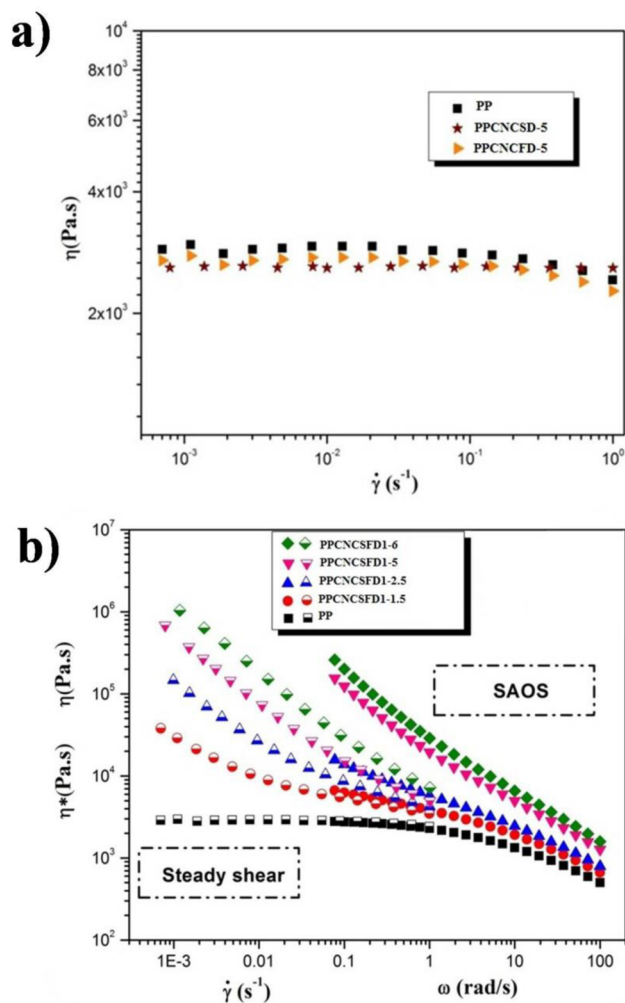 a)
10⁴
8x10³
6x10³
4x10³
2x10³
η(Pa.s)
PP
PPCNCSD-5
PPCNCFD-5
10⁻³ 10⁻² 10⁻¹ 10⁰
γ̇ (s⁻¹)
b)
10⁷
10⁶
10⁵
10⁴
10³
10²
η*(Pa.s) η(Pa.s)
PPCNCSFD1-6
PPCNCSFD1-5
PPCNCSFD1-2.5
PPCNCSFD1-1.5
PP
SAOS
Steady shear
1E-3 0.01 0.1 1 10 100
γ̇ (s⁻¹) ω (rad/s)